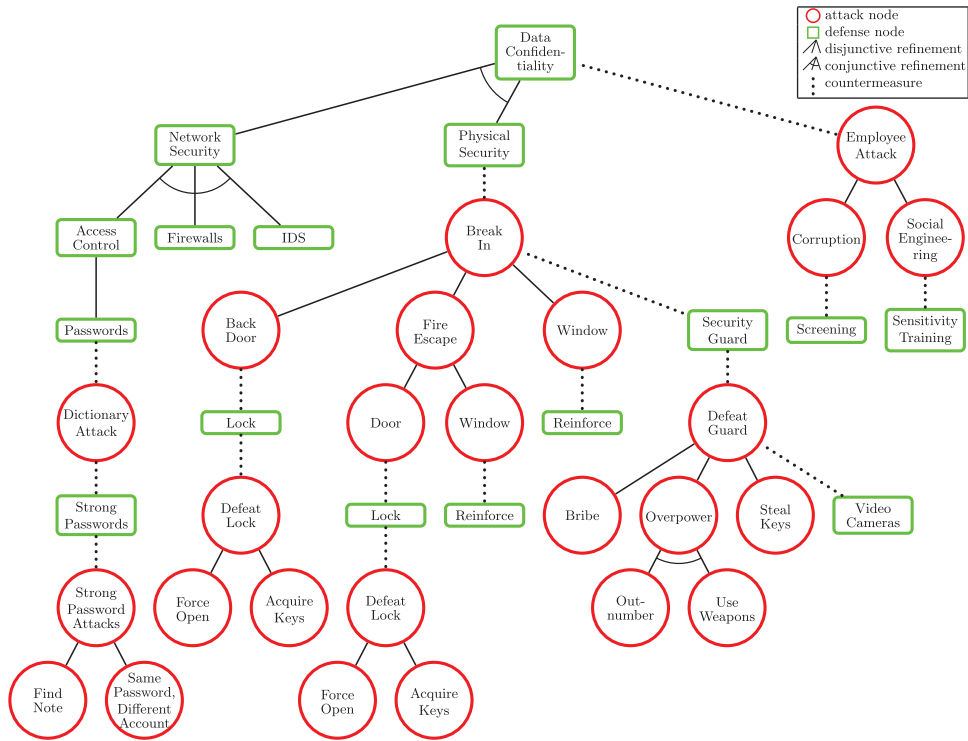 Data
Confiden-
tiality
attack node
defense node
disjunctive refinement
conjunctive refinement
countermeasure
Network
Security
Physical
Security
Employee
Attack
Access
Control
Firewalls
IDS
Break
In
Corruption
Social
Enginee-
ring
Passwords
Back
Door
Fire
Escape
Window
Security
Guard
Screening
Sensitivity
Training
Dictionary
Attack
Lock
Door
Window
Reinforce
Defeat
Guard
Strong
Passwords
Defeat
Lock
Lock
Reinforce
Bribe
Overpower
Steal
Keys
Video
Cameras
Strong
Password
Attacks
Force
Open
Acquire
Keys
Defeat
Lock
Out-
number
Use
Weapons
Find
Note
Same
Password,
Different
Account
Force
Open
Acquire
Keys